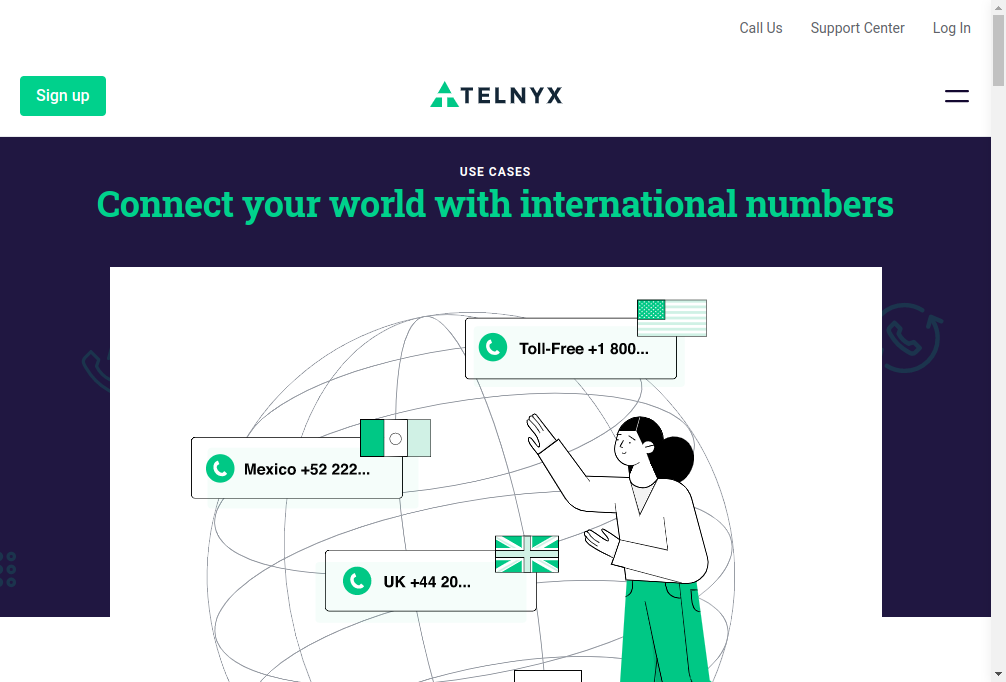 Call Us Support Center Log In
Sign up
TELNYX
USE CASES
Connect your world with international numbers
Toll-Free +1 800...
Mexico +52 222...
UK +44 20...